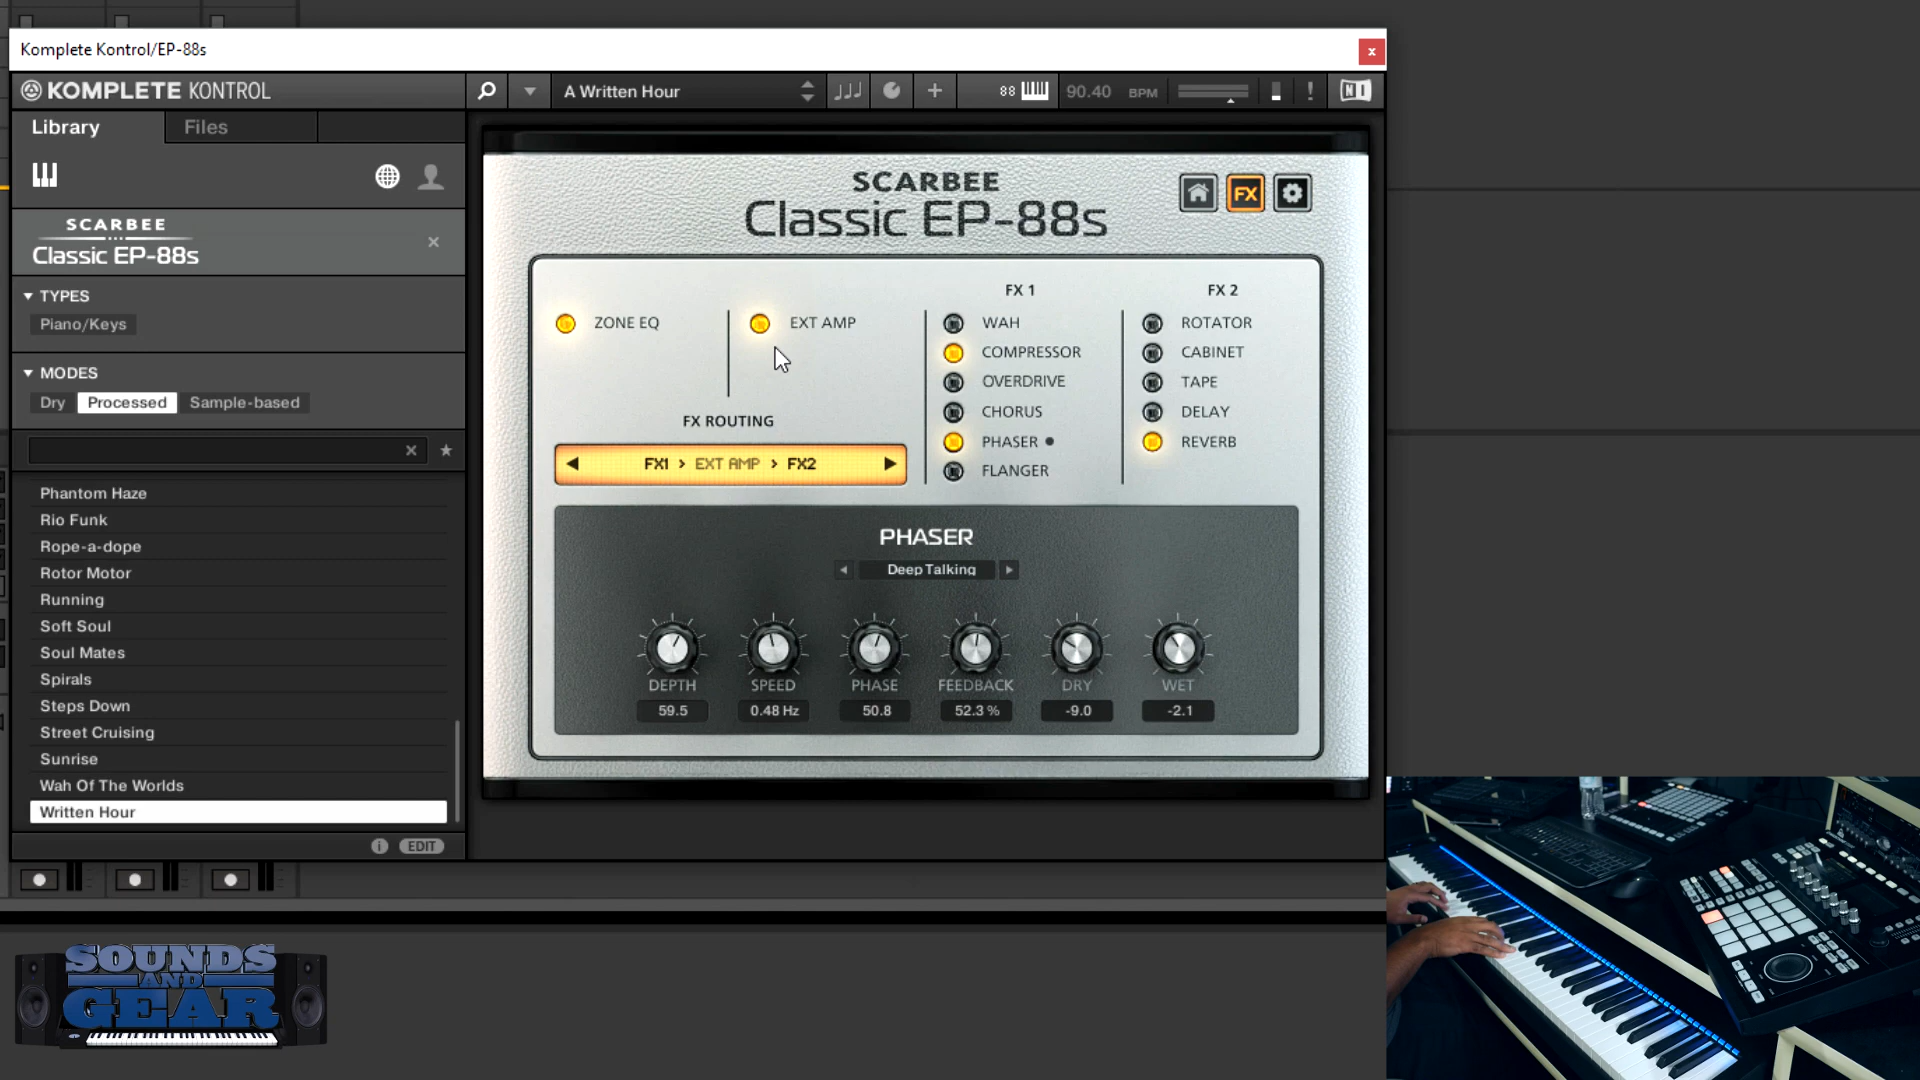 Komplete Kontrol/EP-88s
x
KOMPLETE KONTROL
A Written Hour
88
90.40 BPM
!
NI
Library
Files
SCARBEE
Classic EP-88s
TYPES
Piano/Keys
MODES
Dry
Processed
Sample-based
Phantom Haze
Rio Funk
Rope-a-dope
Rotor Motor
Running
Soft Soul
Soul Mates
Spirals
Steps Down
Street Cruising
Sunrise
Wah Of The Worlds
Written Hour
i
EDIT
SCARBEE
Classic EP-88s
FX
ZONE EQ
EXT AMP
FX ROUTING
FX1 > EXT AMP > FX2
FX 1
WAH
COMPRESSOR
OVERDRIVE
CHORUS
PHASER
FLANGER
FX 2
ROTATOR
CABINET
TAPE
DELAY
REVERB
PHASER
Deep Talking
DEPTH SPEED PHASE FEEDBACK DRY WET
59.5 0.48 Hz 50.8 52.3 % -9.0 -2.1
SOUNDS
AND
GEAR